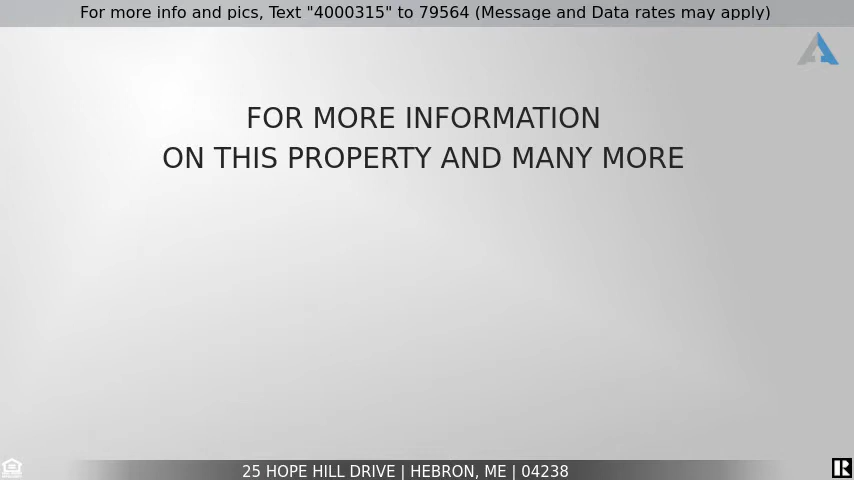 For more info and pics, Text "4000315" to 79564 (Message and Data rates may apply)
FOR MORE INFORMATION
ON THIS PROPERTY AND MANY MORE
25 HOPE HILL DRIVE | HEBRON, ME | 04238